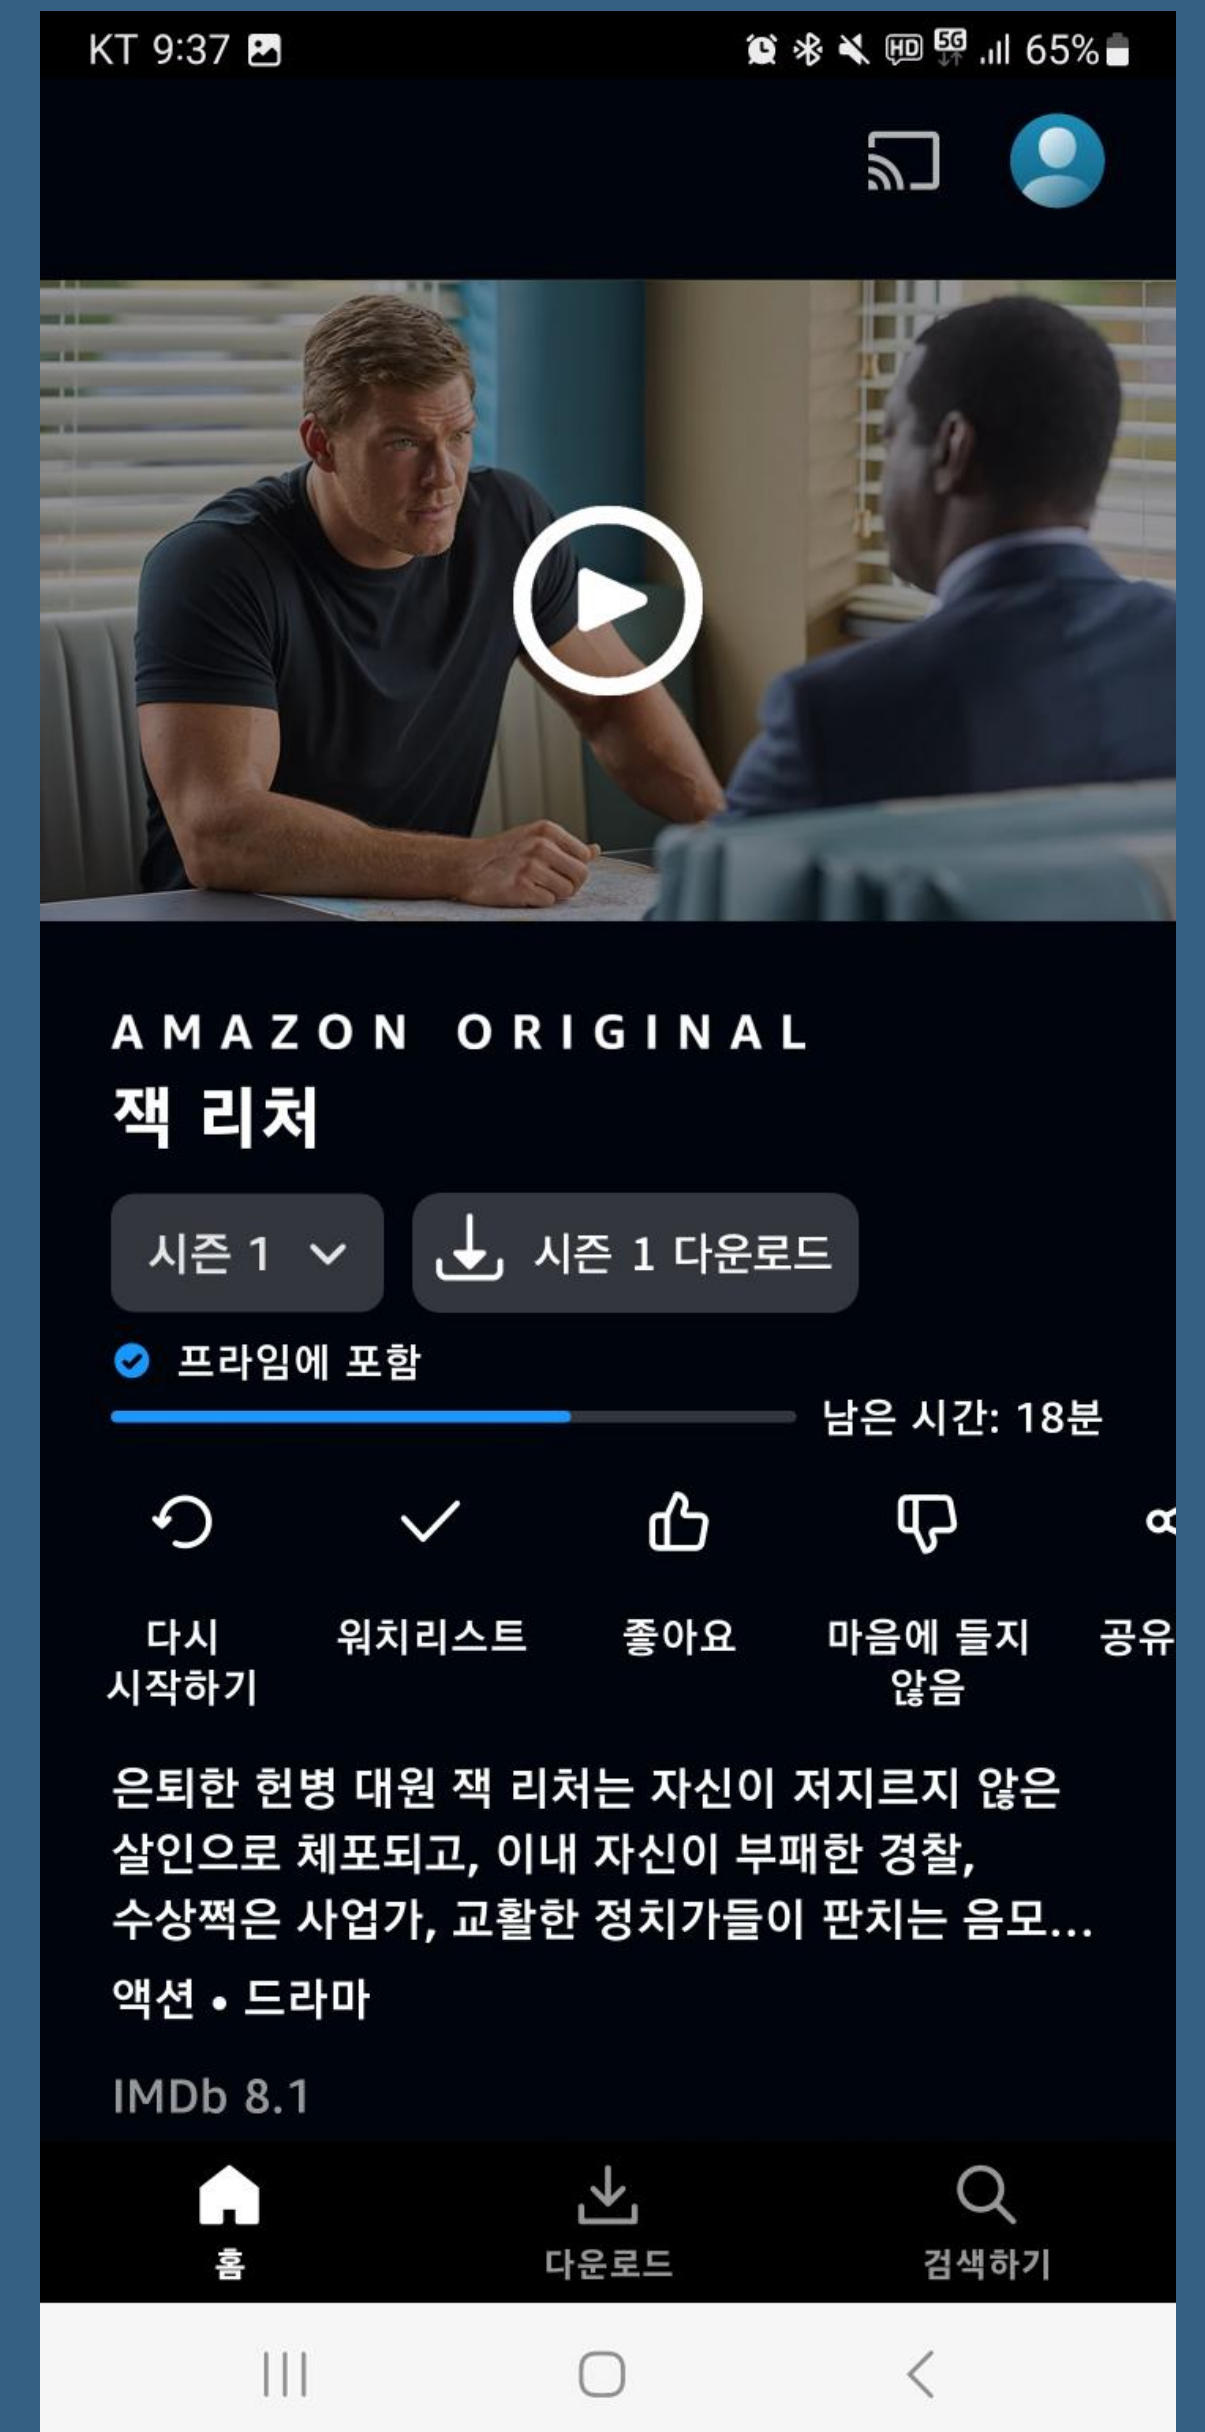 KT 9:37
HD 5G 65%
AMAZON ORIGINAL
잭 리처
시즌 1
시즌 1 다운로드
프라임에 포함
남은 시간: 18분
다시
시작하기
워치리스트
좋아요
마음에 들지
않음
공유
은퇴한 헌병 대원 잭 리처는 자신이 저지르지 않은
살인으로 체포되고, 이내 자신이 부패한 경찰,
수상쩍은 사업가, 교활한 정치가들이 판치는 음모...
액션 • 드라마
IMDb 8.1
홈
다운로드
검색하기